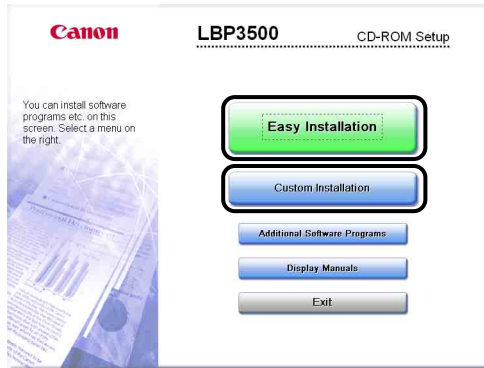 Canon
LBP3500
CD-ROM Setup
You can install software
programs etc. on this
screen. Select a menu on
the right.
Easy Installation
Custom Installation
Additional Software Programs
Display Manuals
Exit